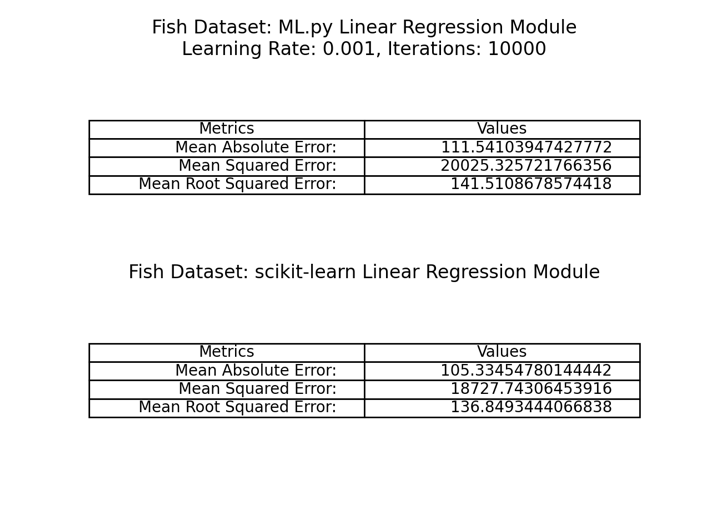 Fish Dataset: ML.py Linear Regression Module
Learning Rate: 0.001, Iterations: 10000
Metrics Values
Mean Absolute Error: 111.54103947427772
Mean Squared Error: 20025.325721766356
Mean Root Squared Error: 141.5108678574418
Fish Dataset: scikit-learn Linear Regression Module
Metrics Values
Mean Absolute Error: 105.33454780144442
Mean Squared Error: 18727.74306453916
Mean Root Squared Error: 136.8493444066838